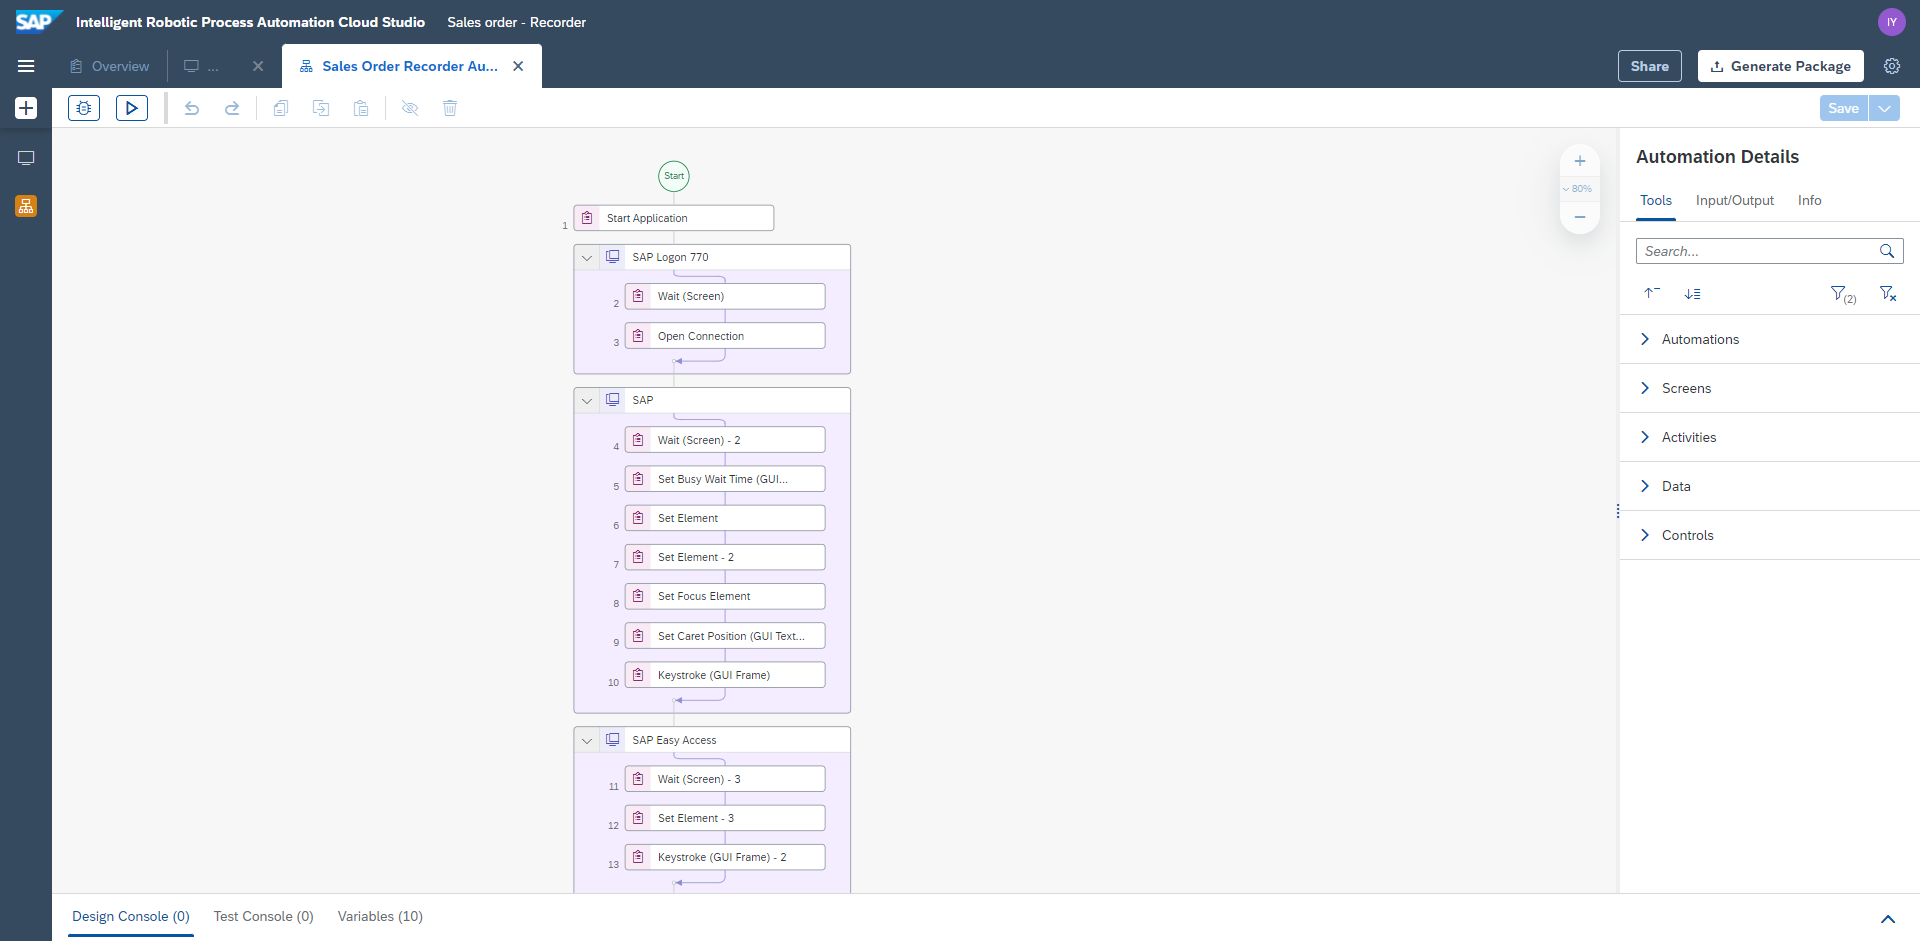 SAP Intelligent Robotic Process Automation Cloud Studio Sales order - Recorder IY
Overview ... Sales Order Recorder Au... Share Generate Package
Save
Start
1 Start Application
SAP Logon 770
2 Wait (Screen)
3 Open Connection
SAP
4 Wait (Screen) - 2
5 Set Busy Wait Time (GUI...
6 Set Element
7 Set Element - 2
8 Set Focus Element
9 Set Caret Position (GUI Text...
10 Keystroke (GUI Frame)
SAP Easy Access
11 Wait (Screen) - 3
12 Set Element - 3
13 Keystroke (GUI Frame) - 2
+
80%
−
Automation Details
Tools Input/Output Info
Search...
(2)
Automations
Screens
Activities
Data
Controls
Design Console (0) Test Console (0) Variables (10)